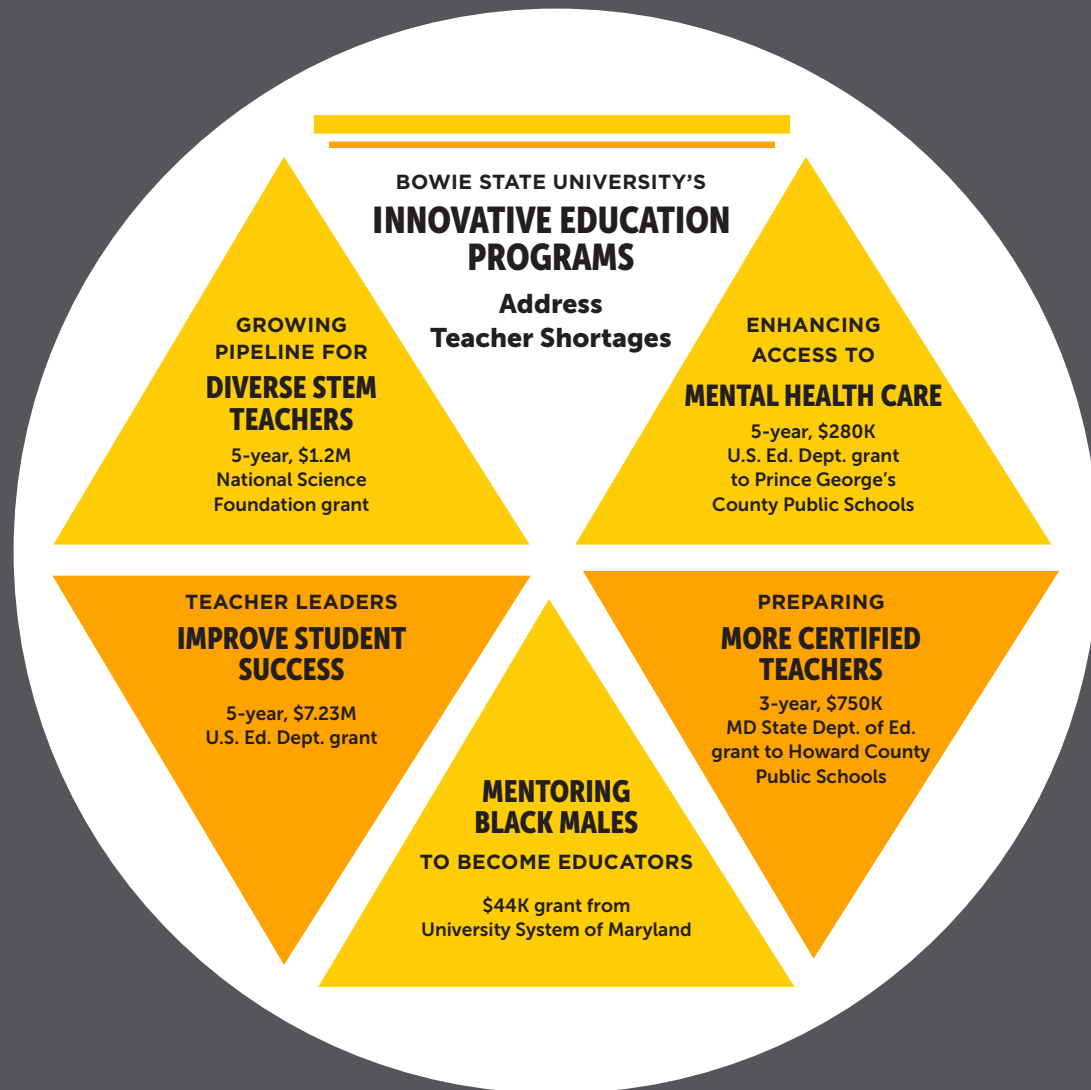 BOWIE STATE UNIVERSITY’S
INNOVATIVE EDUCATION
PROGRAMS
Address
Teacher Shortages
GROWING
PIPELINE FOR
DIVERSE STEM
TEACHERS
5-year, $1.2M
National Science
Foundation grant
ENHANCING
ACCESS TO
MENTAL HEALTH CARE
5-year, $280K
U.S. Ed. Dept. grant
to Prince George’s
County Public Schools
TEACHER LEADERS
IMPROVE STUDENT
SUCCESS
5-year, $7.23M
U.S. Ed. Dept. grant
MENTORING
BLACK MALES
TO BECOME EDUCATORS
$44K grant from
University System of Maryland
PREPARING
MORE CERTIFIED
TEACHERS
3-year, $750K
MD State Dept. of Ed.
grant to Howard County
Public Schools